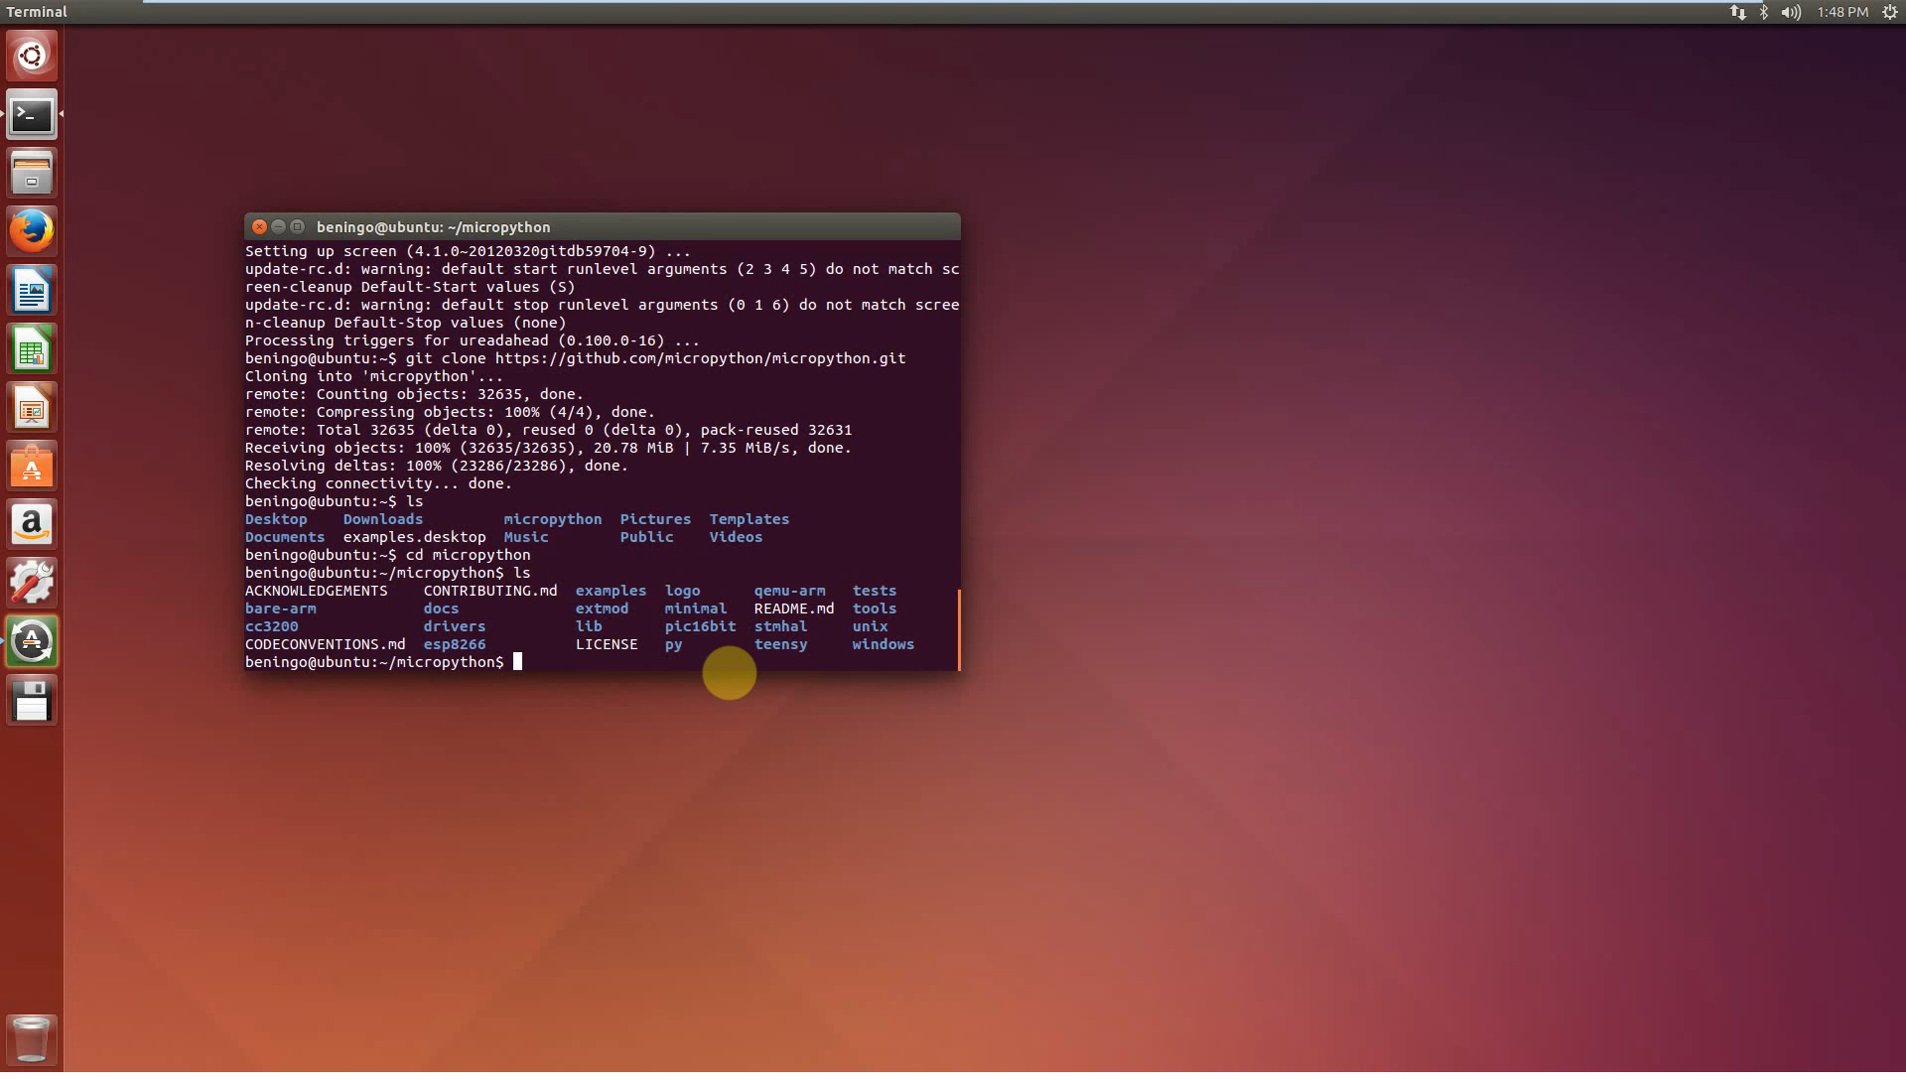 Terminal
1:48 PM
beningo@ubuntu: ~/micropython
Setting up screen (4.1.0~20120320gitdb59704-9) ...
update-rc.d: warning: default start runlevel arguments (2 3 4 5) do not match sc
reen-cleanup Default-Start values (S)
update-rc.d: warning: default stop runlevel arguments (0 1 6) do not match scree
n-cleanup Default-Stop values (none)
Processing triggers for ureadahead (0.100.0-16) ...
beningo@ubuntu:~$ git clone https://github.com/micropython/micropython.git
Cloning into 'micropython'...
remote: Counting objects: 32635, done.
remote: Compressing objects: 100% (4/4), done.
remote: Total 32635 (delta 0), reused 0 (delta 0), pack-reused 32631
Receiving objects: 100% (32635/32635), 20.78 MiB | 7.35 MiB/s, done.
Resolving deltas: 100% (23286/23286), done.
Checking connectivity... done.
beningo@ubuntu:~$ ls
Desktop Downloads micropython Pictures Templates
Documents examples.desktop Music Public Videos
beningo@ubuntu:~$ cd micropython
beningo@ubuntu:~/micropython$ ls
ACKNOWLEDGEMENTS CONTRIBUTING.md examples logo qemu-arm tests
bare-arm docs extmod minimal README.md tools
cc3200 drivers lib pic16bit stmhal unix
CODECONVENTIONS.md esp8266 LICENSE py teensy windows
beningo@ubuntu:~/micropython$